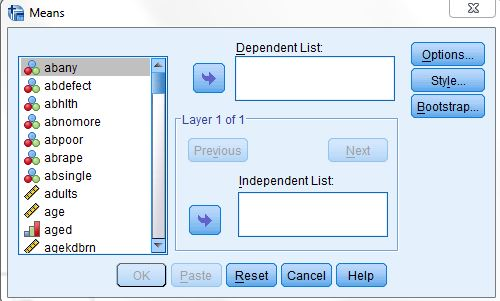 Means
abany
abdefect
abhlth
abnomore
abpoor
abrape
absingle
adults
age
aged
agekdbrn
Dependent List:
Layer 1 of 1
Previous
Next
Independent List:
Options...
Style...
Bootstrap...
OK
Paste
Reset
Cancel
Help